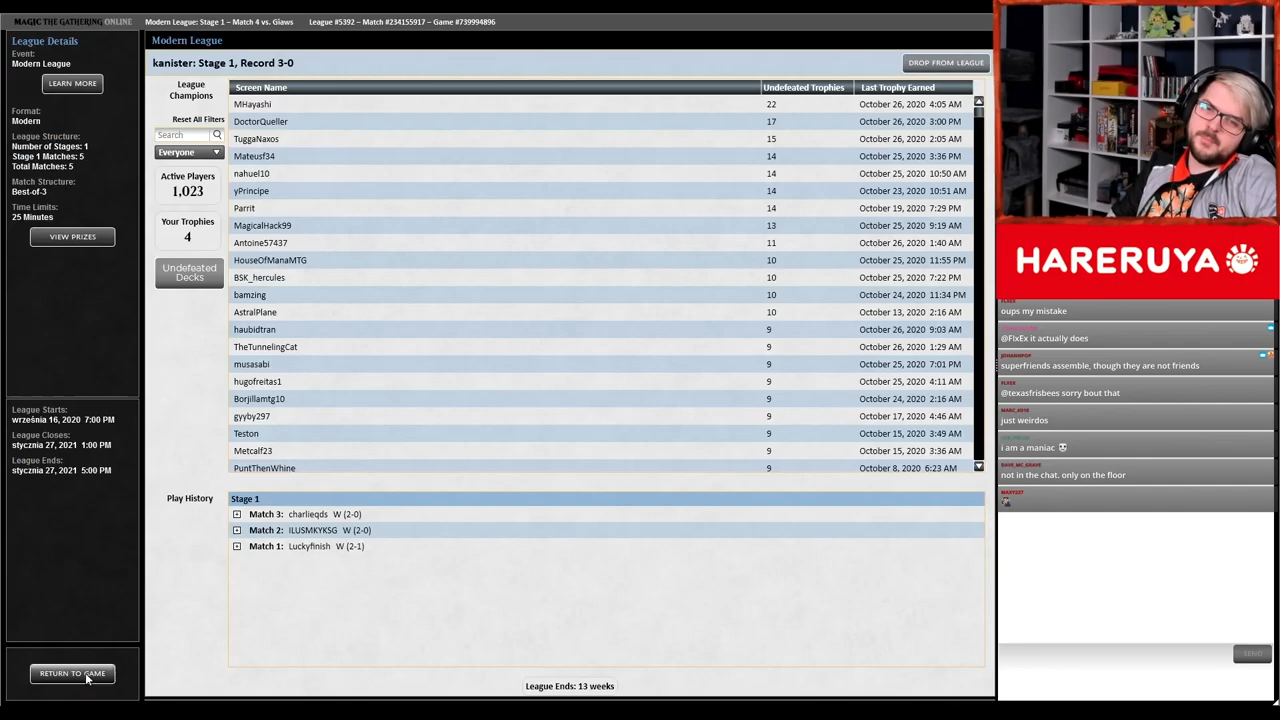 MAGIC THE GATHERING ONLINE
Modern League: Stage 1 – Match 4 vs. Giaws
League #5392 – Match #234155917 – Game #739994896
League Details
Event:
Modern League
LEARN MORE
Format:
Modern
League Structure:
Number of Stages: 1
Stage 1 Matches: 5
Total Matches: 5
Match Structure:
Best-of-3
Time Limits:
25 Minutes
VIEW PRIZES
League Starts:
września 16, 2020 7:00 PM
League Closes:
stycznia 27, 2021 1:00 PM
League Ends:
stycznia 27, 2021 5:00 PM
RETURN TO GAME
Modern League
kanister: Stage 1, Record 3-0
DROP FROM LEAGUE
League
Champions
Reset All Filters
Search
Everyone
Active Players
1,023
Your Trophies
4
Undefeated
Decks
Screen Name Undefeated Trophies Last Trophy Earned
MHayashi 22 October 26, 2020 4:05 AM
DoctorQueller 17 October 26, 2020 3:00 PM
TuggaNaxos 15 October 26, 2020 2:05 AM
Mateusf34 14 October 25, 2020 3:36 PM
nahuel10 14 October 25, 2020 10:50 AM
yPrincipe 14 October 23, 2020 10:51 AM
Parrit 14 October 19, 2020 7:29 PM
MagicalHack99 13 October 25, 2020 9:19 AM
Antoine57437 11 October 26, 2020 1:40 AM
HouseOfManaMTG 10 October 25, 2020 11:55 PM
BSK_hercules 10 October 25, 2020 7:22 PM
bamzing 10 October 24, 2020 11:34 PM
AstralPlane 10 October 13, 2020 2:16 AM
haubidtran 9 October 26, 2020 9:03 AM
TheTunnelingCat 9 October 26, 2020 1:29 AM
musasabi 9 October 25, 2020 7:01 PM
hugofreitas1 9 October 25, 2020 4:11 AM
Borjillamtg10 9 October 24, 2020 2:16 AM
gyyby297 9 October 17, 2020 4:46 AM
Teston 9 October 15, 2020 3:49 AM
Metcalf23 9 October 15, 2020 3:36 AM
PuntThenWhine 9 October 8, 2020 6:23 AM
Play History
Stage 1
Match 3: charlieqds W (2-0)
Match 2: ILUSMKYKSG W (2-0)
Match 1: Luckyfinish W (2-1)
League Ends: 13 weeks
HARERUYA
FLXEX
oups my mistake
@FlxEx it actually does
JOHANNPOP
superfriends assemble, though they are not friends
FLXEX
@texasfrisbees sorry bout that
just weirdos
i am a maniac
DAVE_MC_BRAVE
not in the chat. only on the floor
MAXY227
SEND